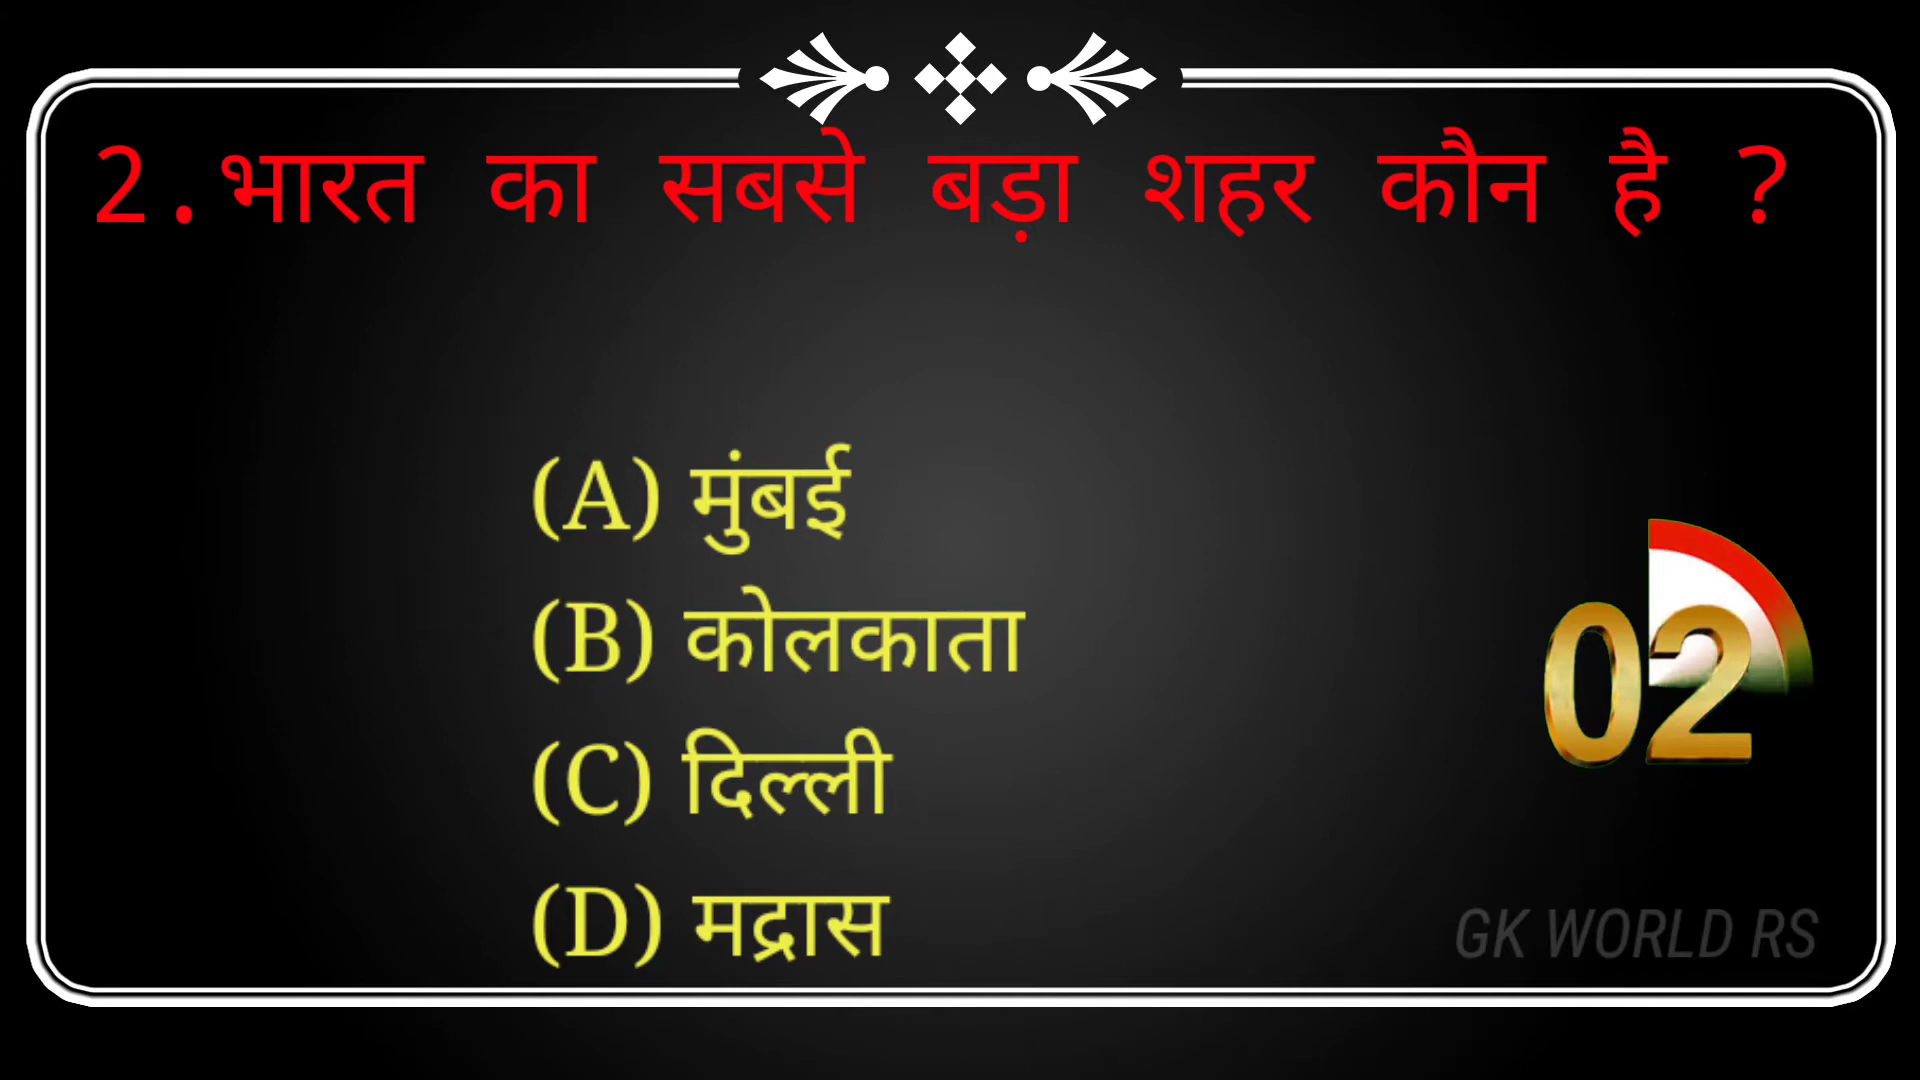 2.भारत का सबसे बड़ा शहर कौन है ?
(A) मुंबई
(B) कोलकाता
(C) दिल्ली
(D) मद्रास
02
GK WORLD RS